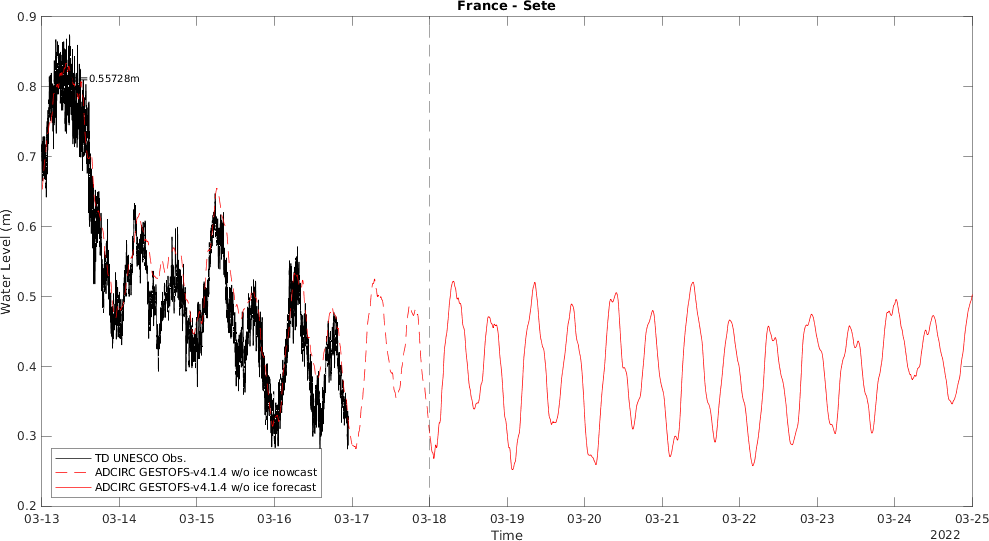 France - Sete
0.9
0.8
0.7
0.6
0.5
0.4
0.3
0.2
Water Level (m)
=0.55728m
TD UNESCO Obs.
ADCIRC GESTOFS-v4.1.4 w/o ice nowcast
ADCIRC GESTOFS-v4.1.4 w/o ice forecast
03-13 03-14 03-15 03-16 03-17 03-18 03-19 03-20 03-21 03-22 03-23 03-24 03-25
Time
2022